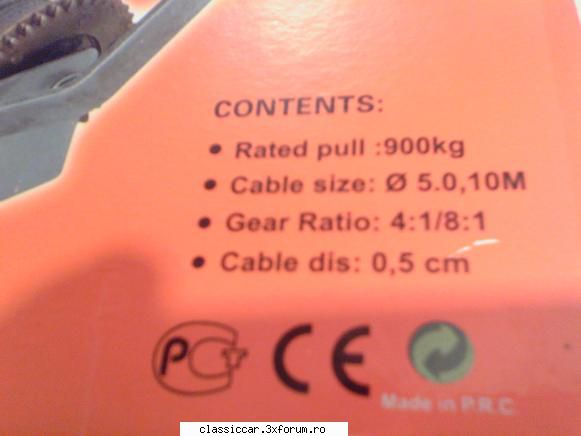 CONTENTS:
• Rated pull :900kg
• Cable size: Ø 5.0,10M
• Gear Ratio: 4:1/8:1
• Cable dis: 0,5 cm
PCT CE
Made in P.R.C.
classiccar.3xforum.ro